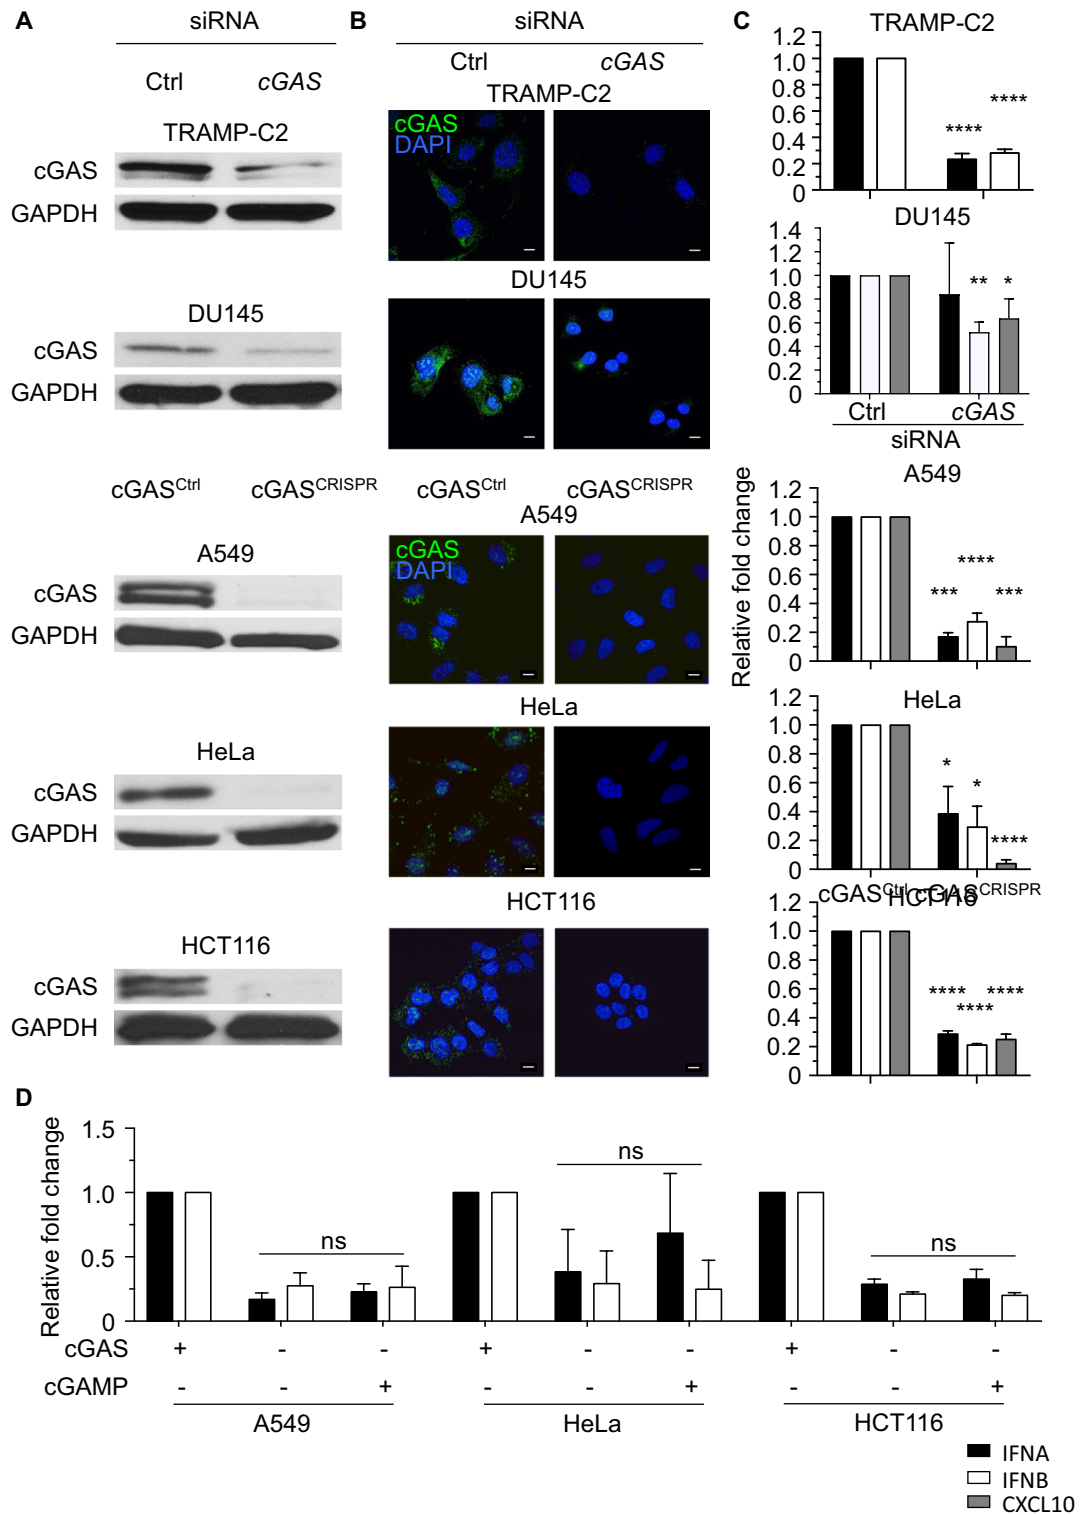 A
siRNA
Ctrl cGAS
TRAMP-C2
cGAS
GAPDH
DU145
cGAS
GAPDH
cGASCtrl cGASCRISPR
A549
cGAS
GAPDH
HeLa
cGAS
GAPDH
HCT116
cGAS
GAPDH
B
siRNA
Ctrl cGAS
TRAMP-C2
cGAS
DAPI
DU145
cGASCtrl cGASCRISPR
A549
cGAS
DAPI
HeLa
HCT116
C
TRAMP-C2
1.2
1.0
0.8
0.6
0.4
0.2
0
**** ****
DU145
1.4
1.2
1.0
0.8
0.6
0.4
0.2
0
** *
Ctrl cGAS
siRNA
Relative fold change
A549
1.2
1.0
0.8
0.6
0.4
0.2
0
*** **** ***
HeLa
1.2
1.0
0.8
0.6
0.4
0.2
0
* * ****
cGASCtrl cGASCRISPR
HCT116
1.2
1.0
0.8
0.6
0.4
0.2
0
**** **** ****
D
Relative fold change
1.5
1.0
0.5
0
ns ns ns
cGAS + - - + - - + - -
cGAMP - - + - - + - - +
A549 HeLa HCT116
IFNA
IFNB
CXCL10